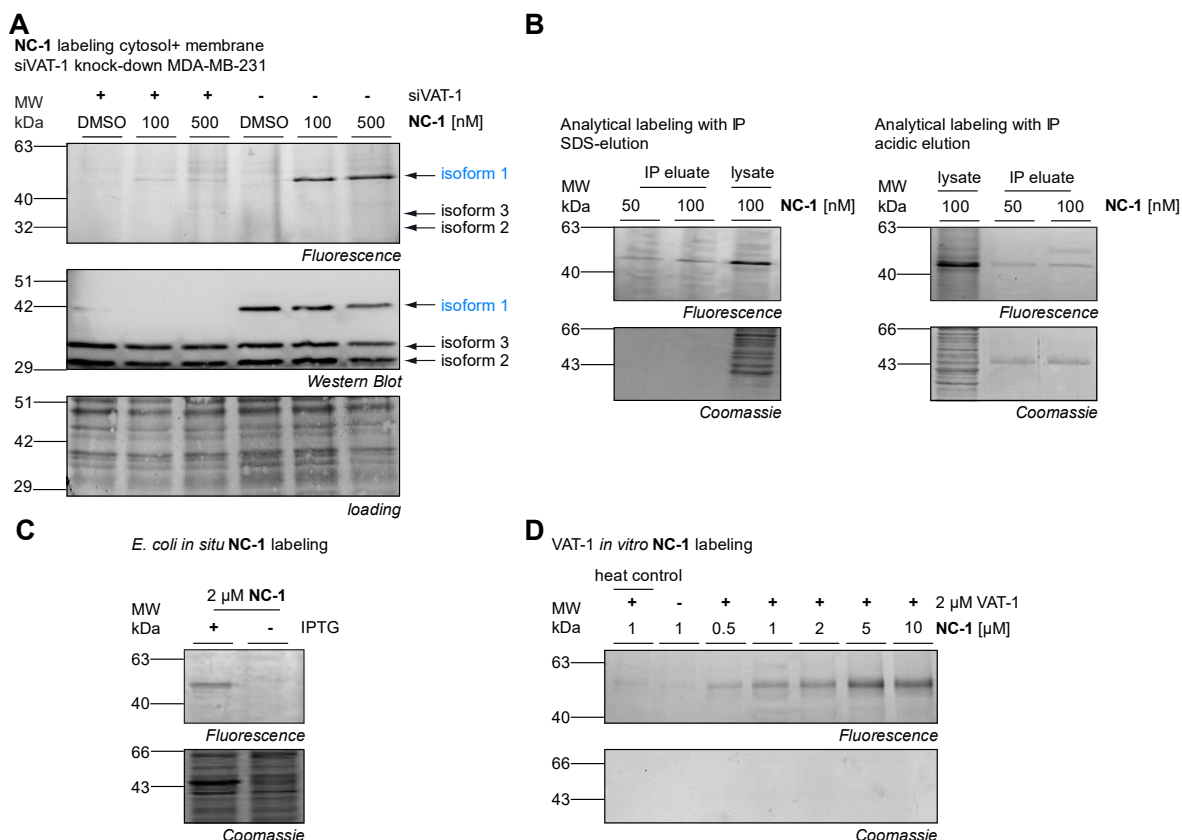 A
NC-1 labeling cytosol+ membrane
siVAT-1 knock-down MDA-MB-231
+ + + - - - siVAT-1
MW
kDa DMSO 100 500 DMSO 100 500 NC-1 [nM]
63
isoform 1
40
isoform 3
32
isoform 2
Fluorescence
51
42
isoform 1
isoform 3
isoform 2
29
Western Blot
51
42
29
loading
B
Analytical labeling with IP
SDS-elution
IP eluate lysate
MW
kDa 50 100 100 NC-1 [nM]
63
40
Fluorescence
66
43
Coomassie
Analytical labeling with IP
acidic elution
lysate IP eluate
MW
kDa 100 50 100 NC-1 [nM]
63
40
Fluorescence
66
43
Coomassie
C
E. coli in situ NC-1 labeling
2 µM NC-1
MW
kDa + - IPTG
63
40
Fluorescence
66
43
Coomassie
D
VAT-1 in vitro NC-1 labeling
heat control
MW + - + + + + + 2 µM VAT-1
kDa 1 1 0.5 1 2 5 10 NC-1 [µM]
63
40
Fluorescence
66
43
Coomassie